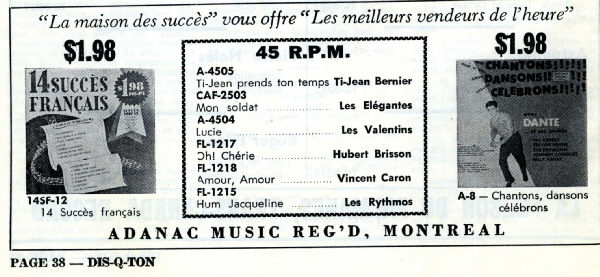 "La maison des succès" vous offre "Les meilleurs vendeurs de l'heure"
$1.98
14 SUCCÈS
FRANÇAIS
$1.98
14SF-12
14 Succès français
45 R.P.M.
A-4505
Ti-Jean prends ton temps Ti-Jean Bernier
CAF-2503
Mon soldat Les Elégantes
A-4504
Lucie Les Valentins
FL-1217
Oh! Chérie Hubert Brisson
FL-1218
Amour, Amour Vincent Caron
FL-1215
Hum Jacqueline Les Rythmos
$1.98
CHANTONS!!
DANSONS!!!
CELEBRONS!!!!
DANTE
A-8 — Chantons, dansons
célébrons
ADANAC MUSIC REG'D, MONTREAL
PAGE 38 — DIS-Q-TON